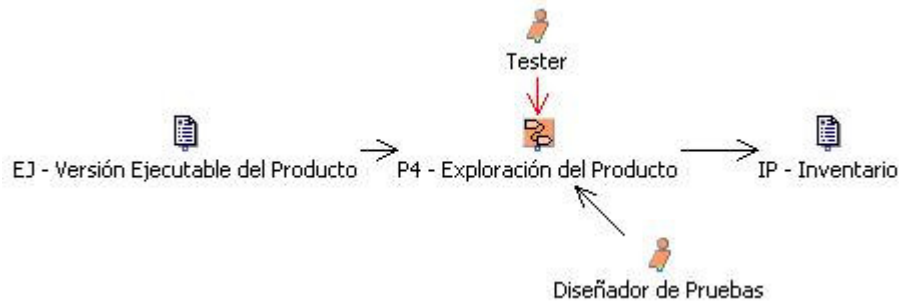 Tester
EJ - Versión Ejecutable del Producto
P4 - Exploración del Producto
IP - Inventario
Diseñador de Pruebas